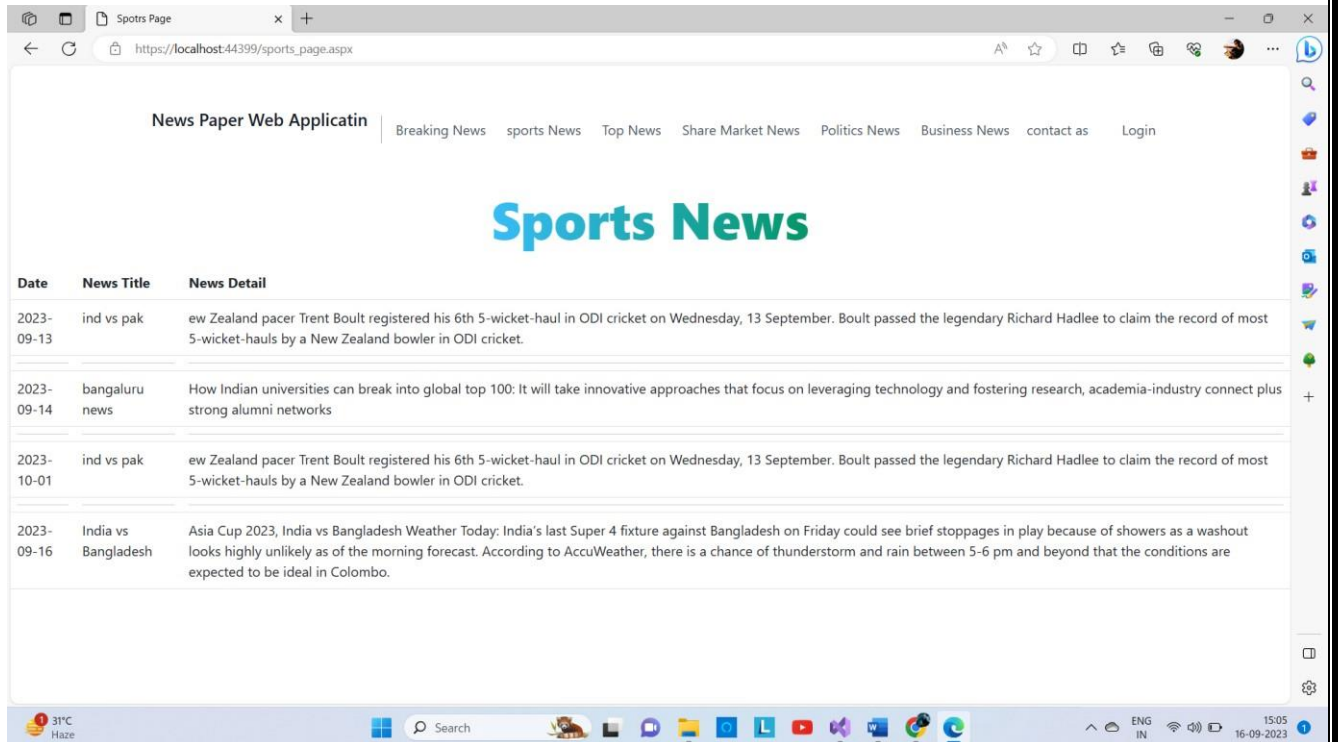 Spotrs Page
https://localhost:44399/sports_page.aspx
News Paper Web Applicatin
Breaking News sports News Top News Share Market News Politics News Business News contact as Login
Sports News
Date News Title News Detail
2023- ind vs pak ew Zealand pacer Trent Boult registered his 6th 5-wicket-haul in ODI cricket on Wednesday, 13 September. Boult passed the legendary Richard Hadlee to claim the record of most
09-13 5-wicket-hauls by a New Zealand bowler in ODI cricket.
2023- bangaluru How Indian universities can break into global top 100: It will take innovative approaches that focus on leveraging technology and fostering research, academia-industry connect plus
09-14 news strong alumni networks
2023- ind vs pak ew Zealand pacer Trent Boult registered his 6th 5-wicket-haul in ODI cricket on Wednesday, 13 September. Boult passed the legendary Richard Hadlee to claim the record of most
10-01 5-wicket-hauls by a New Zealand bowler in ODI cricket.
2023- India vs Asia Cup 2023, India vs Bangladesh Weather Today: India’s last Super 4 fixture against Bangladesh on Friday could see brief stoppages in play because of showers as a washout
09-16 Bangladesh looks highly unlikely as of the morning forecast. According to AccuWeather, there is a chance of thunderstorm and rain between 5-6 pm and beyond that the conditions are
expected to be ideal in Colombo.
1 31°C Search ENG 15:05
Haze IN 16-09-2023 1